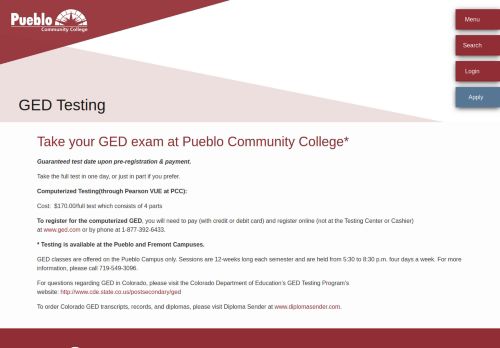 Pueblo
Community College
Menu
Search
Login
Apply
GED Testing
Take your GED exam at Pueblo Community College*
Guaranteed test date upon pre-registration & payment.
Take the full test in one day, or just in part if you prefer.
Computerized Testing(through Pearson VUE at PCC):
Cost:  $170.00/full test which consists of 4 parts
To register for the computerized GED, you will need to pay (with credit or debit card) and register online (not at the Testing Center or Cashier)
at www.ged.com or by phone at 1-877-392-6433.
* Testing is available at the Pueblo and Fremont Campuses.
GED classes are offered on the Pueblo Campus only. Sessions are 12-weeks long each semester and are held from 5:30 to 8:30 p.m. four days a week. For more
information, please call 719-549-3096.
For questions regarding GED in Colorado, please visit the Colorado Department of Education's GED Testing Program's
website: http://www.cde.state.co.us/postsecondary/ged
To order Colorado GED transcripts, records, and diplomas, please visit Diploma Sender at www.diplomasender.com.